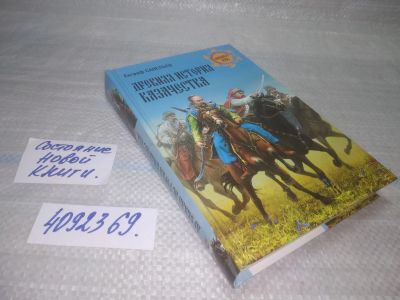 Евгений САВЕЛЬЕВ
ДРЕВНЯЯ ИСТОРИЯ
КАЗАЧЕСТВА
СОСТОЯНИЕ
НОВОЙ
КНИГИ.
4092369.